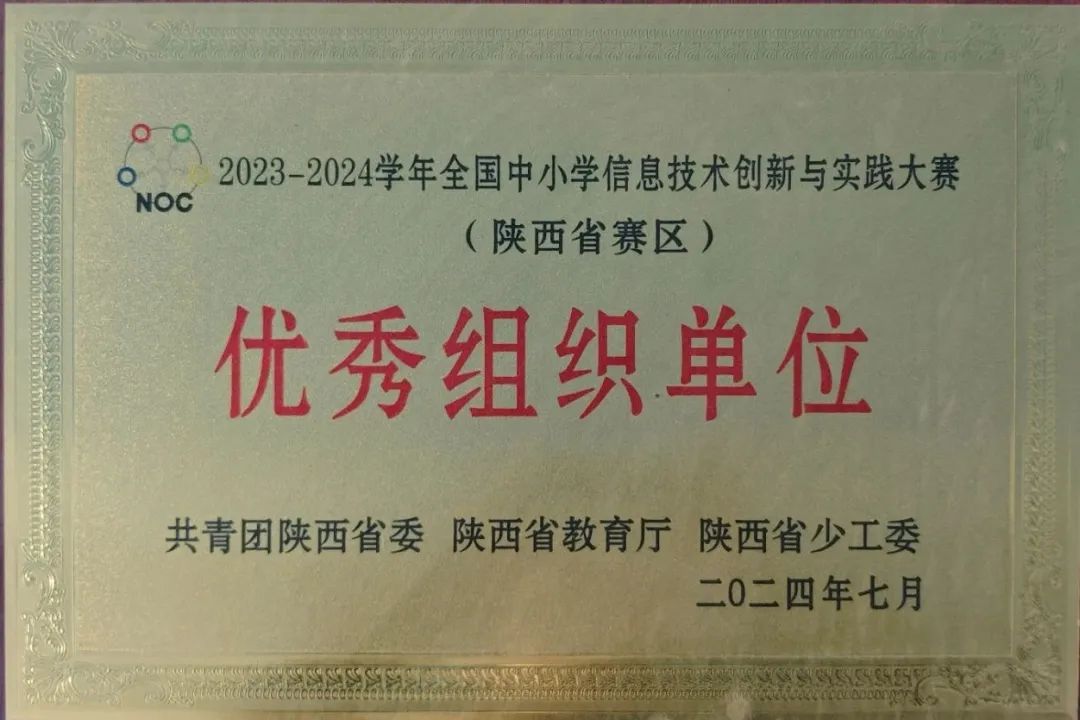 NOC
2023-2024学年全国中小学信息技术创新与实践大赛
（陕西省赛区）
优秀组织单位
共青团陕西省委 陕西省教育厅 陕西省少工委
二〇二四年七月